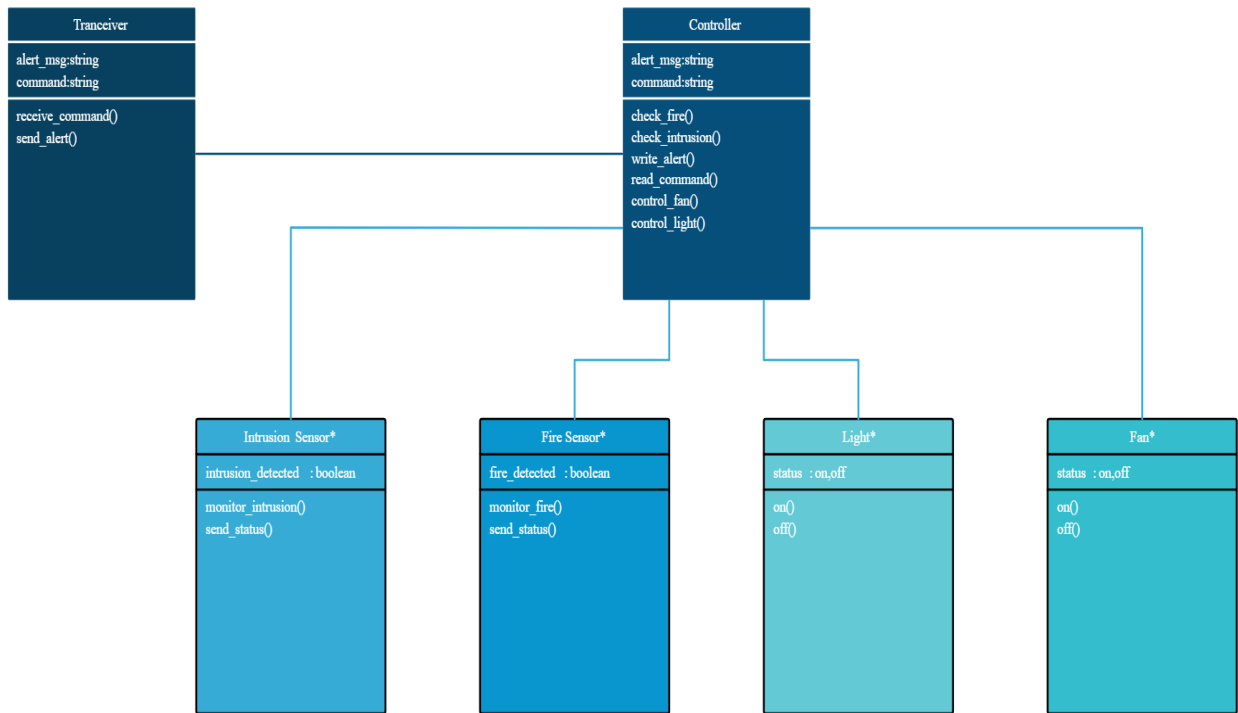 Tranceiver
alert_msg:string
command:string
receive_command()
send_alert()
Controller
alert_msg:string
command:string
check_fire()
check_intrusion()
write_alert()
read_command()
control_fan()
control_light()
Intrusion Sensor*
intrusion_detected : boolean
monitor_intrusion()
send_status()
Fire Sensor*
fire_detected : boolean
monitor_fire()
send_status()
Light*
status : on,off
on()
off()
Fan*
status : on,off
on()
off()